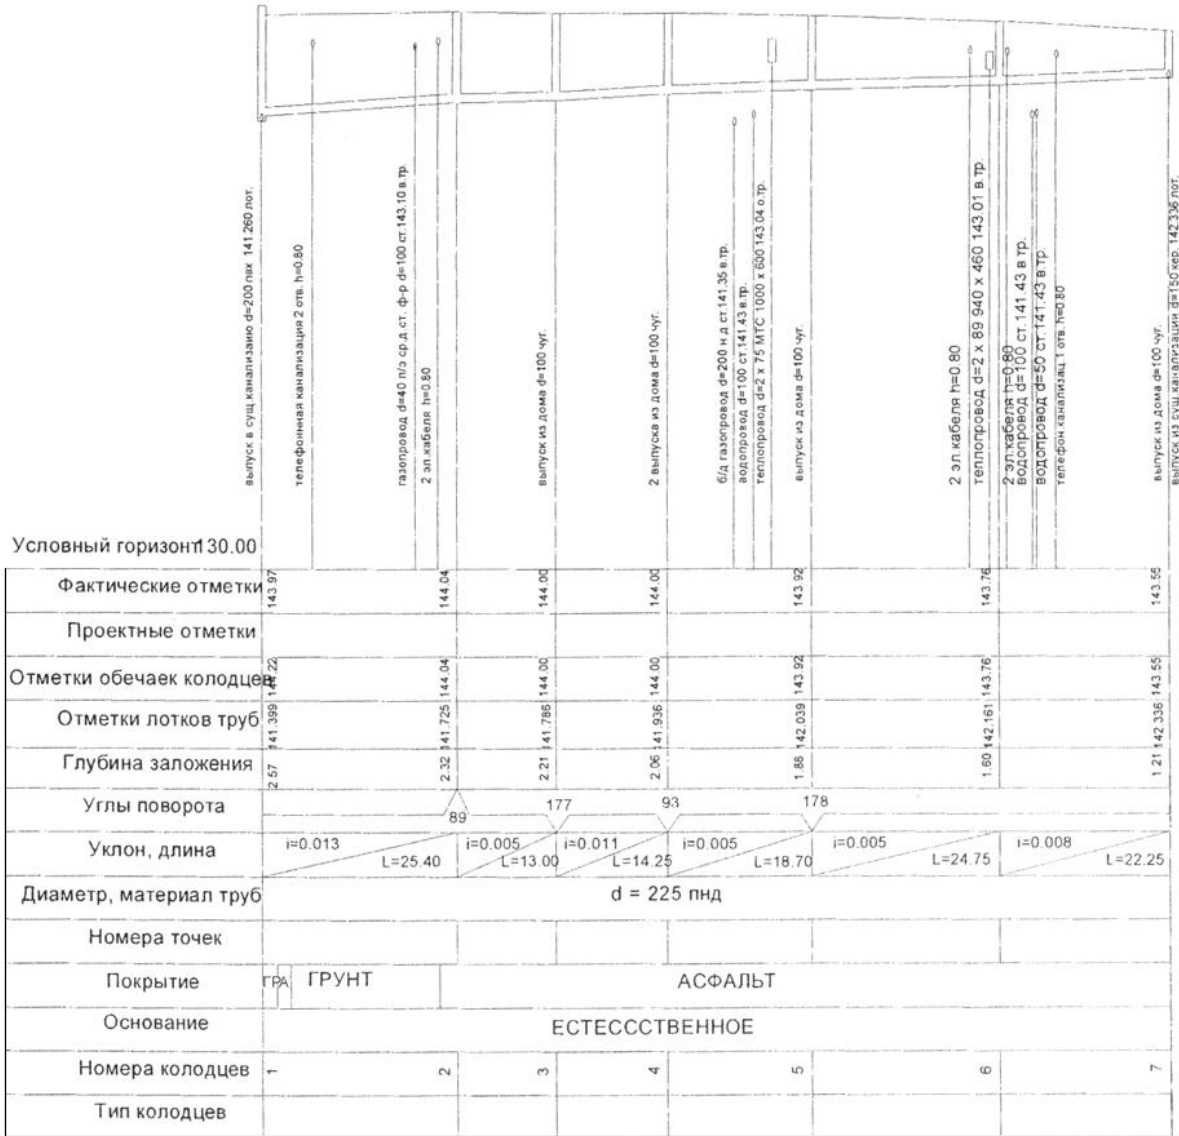 выпуск в сущ.канализаию d=200 пвх 141.260 лот.
телефоннная канализация 2 отв. h=0.80
газопровод d=40 п/э ср.д ст. ф-р d=100 ст.143.10 в.тр.
2 эл.кабеля h=0.80
выпуск из дома d=100 чуг.
2 выпуска из дома d=100 чуг.
б/д газопровод d=200 н.д ст.141.35 в.тр.
водопровод d=100 ст.141.43 в.тр.
теплопровод d=2 x 75 МТС 1000 x 600 143.04 о.тр.
выпуск из дома d=100 чуг.
2 эл.кабеля h=0.80
теплопровод d=2 x 89 940 x 460 143.01 в.тр.
2 эл.кабеля h=0.80
водопровод d=100 ст.141.43 в.тр.
водопровод d=50 ст.141.43 в.тр.
телефон.канализац.1 отв. h=0.80
выпуск из дома d=100 чуг.
выпуск из сущ канализации d=150 кер. 142.336 лот.
Условный горизонт130.00
Фактические отметки 143.97 144.04 144.00 144.00 143.92 143.76 143.55
Проектные отметки
Отметки обечаек колодцев 144.22 144.04 144.00 144.00 143.92 143.76 143.55
Отметки лотков труб 141.399 141.725 141.786 141.936 142.039 142.161 142.336
Глубина заложения 2.57 2.32 2.21 2.06 1.88 1.60 1.21
Углы поворота 89 177 93 178
Уклон, длина i=0.013 L=25.40 i=0.005 L=13.00 i=0.011 L=14.25 i=0.005 L=18.70 i=0.005 L=24.75 i=0.008 L=22.25
Диаметр, материал труб d = 225 пнд
Номера точек
Покрытие ГР А ГРУНТ АСФАЛЬТ
Основание ЕСТЕСССТВЕННОЕ
Номера колодцев 1 2 3 4 5 6 7
Тип колодцев